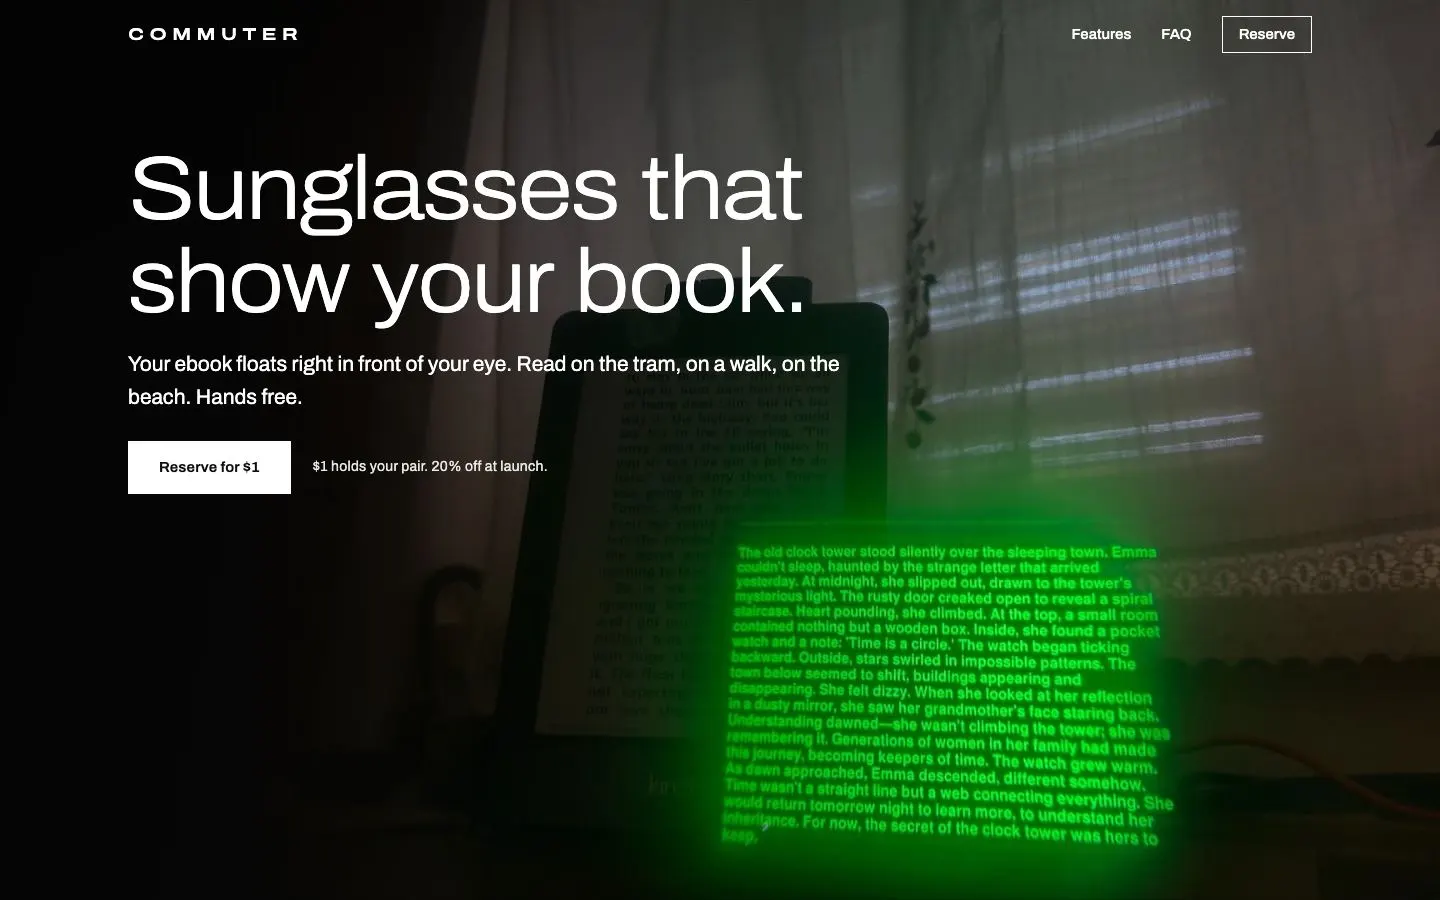 COMMUTER
Features
FAQ
Reserve
Sunglasses that
show your book.
Your ebook floats right in front of your eye. Read on the tram, on a walk, on the
beach. Hands free.
Reserve for $1
$1 holds your pair. 20% off at launch.
The old clock tower stood silently over the sleeping town. Emma
couldn't sleep, haunted by the strange letter that arrived
yesterday. At midnight, she slipped out, drawn to the tower's
mysterious light. The rusty door creaked open to reveal a spiral
staircase. Heart pounding, she climbed. At the top, a small room
contained nothing but a wooden box. Inside, she found a pocket
watch and a note: 'Time is a circle.' The watch began ticking
backward. Outside, stars swirled in impossible patterns. The
town below seemed to shift, buildings appearing and
disappearing. She felt dizzy. When she looked at her reflection
in a dusty mirror, she saw her grandmother's face staring back.
Understanding dawned—she wasn't climbing the tower; she was
remembering it. Generations of women in her family had made
this journey, becoming keepers of time. The watch grew warm.
As dawn approached, Emma descended, different somehow.
Time wasn't a straight line but a web connecting everything. She
would return tomorrow night to learn more, to understand her
inheritance. For now, the secret of the clock tower was hers to
keep.